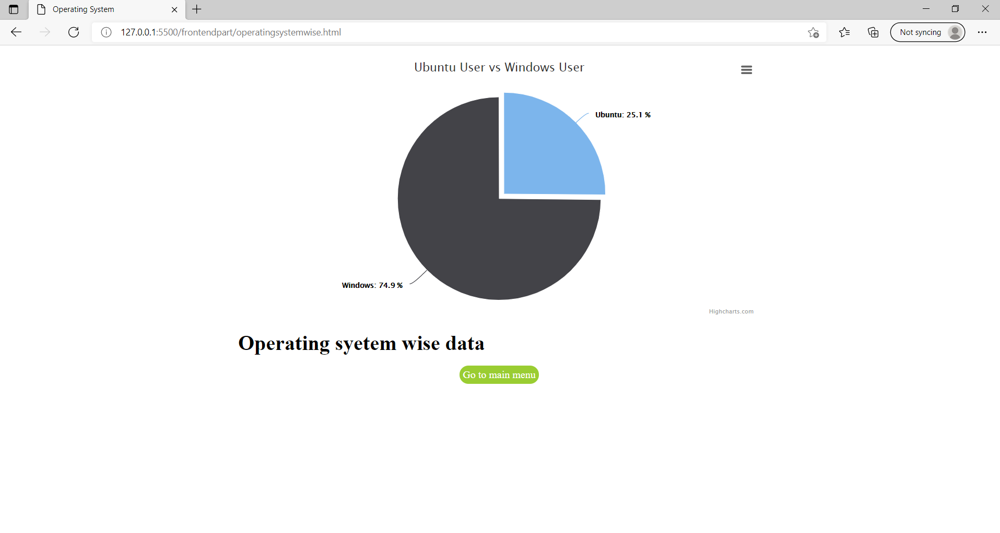 Operating System
127.0.0.1:5500/frontendpart/operatingsystemwise.html
Not syncing
Ubuntu User vs Windows User
Ubuntu: 25.1 %
Windows: 74.9 %
Highcharts.com
Operating syetem wise data
Go to main menu